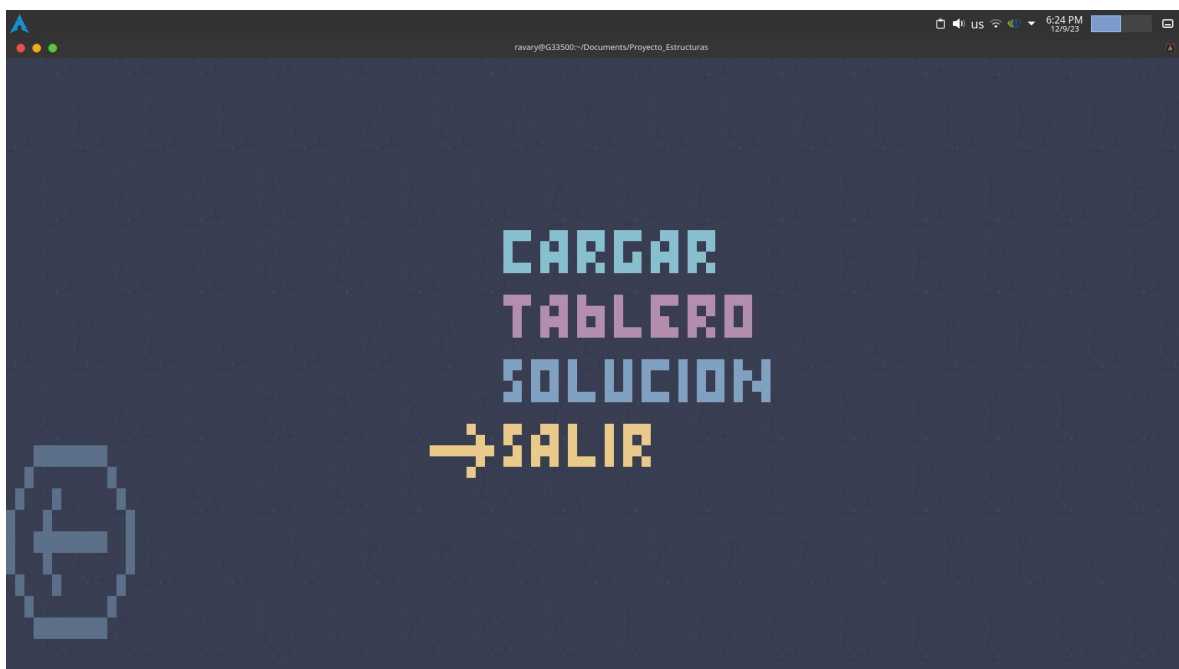 us 6:24 PM
12/9/23
ravary@G33500:~/Documents/Proyecto_Estructuras
CARGAR
TAbLERO
SOLUCION
SALIR